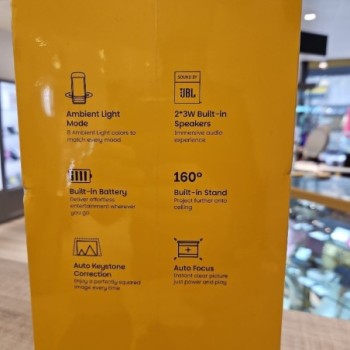 SOUND BY
JBL
Ambient Light
Mode
8 ambient light colors to
match every mood
2*3W Built-in
Speakers
Immersive audio
experience
Built-in Battery
Deliver effortless
entertainment wherever
you go
160°
Built-in Stand
Project further onto
ceiling
Auto Keystone
Correction
Enjoy a perfectly squared
image every time
Auto Focus
Instant clear picture
just power and play